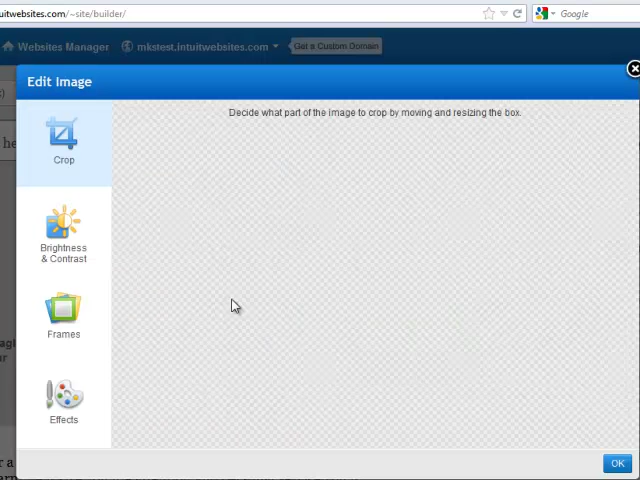 uitwebsites.com/~site/builder/
Google
Websites Manager
mkstest.intuitwebsites.com
Get a Custom Domain
Edit Image
Decide what part of the image to crop by moving and resizing the box.
Crop
Brightness
& Contrast
Frames
Effects
OK